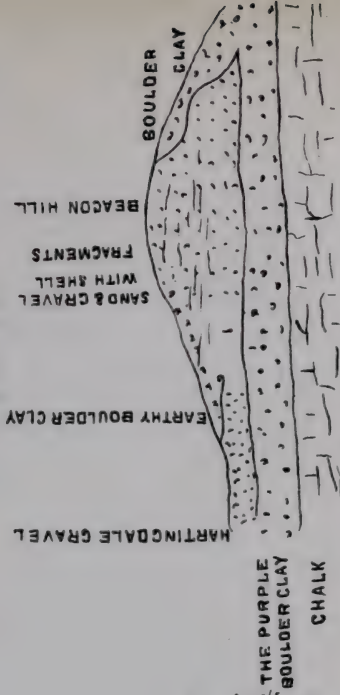 HARTINGDALE GRAVEL
EARTHY BOULDER CLAY
SAND & GRAVEL
WITH SHELL
FRAGMENTS
BEACON HILL
BOULDER
CLAY
THE PURPLE
BOULDER CLAY
CHALK